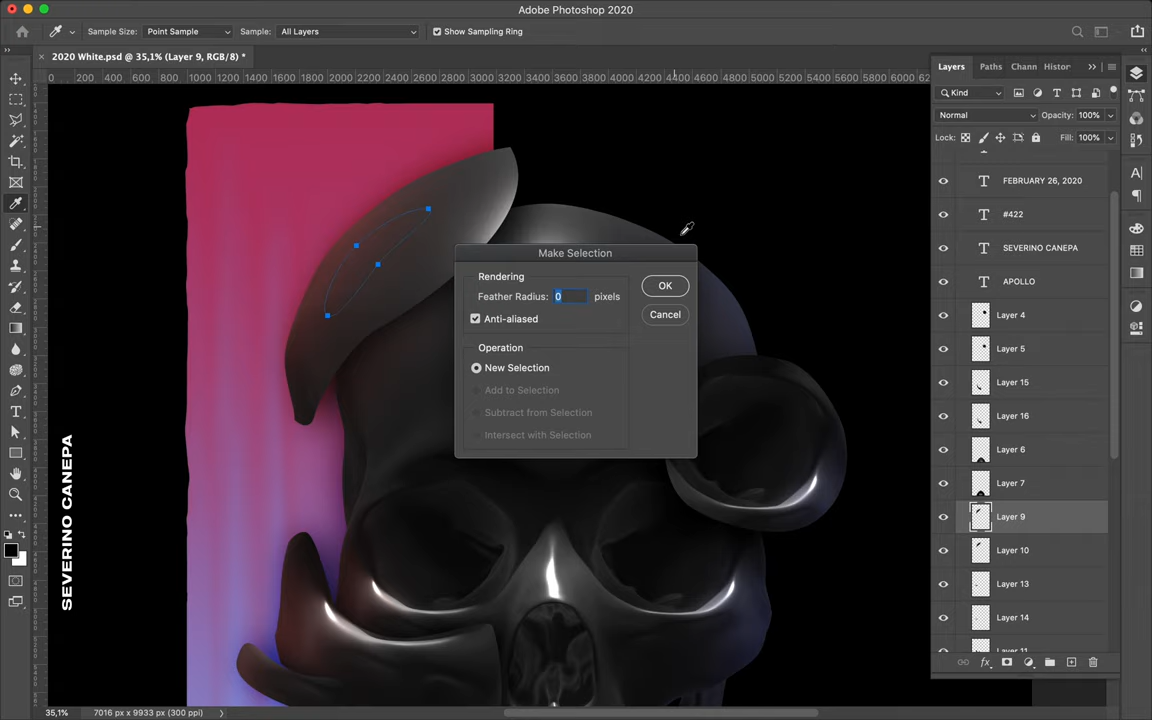 Adobe Photoshop 2020
Sample Size: Point Sample Sample: All Layers Show Sampling Ring
2020 White.psd @ 35,1% (Layer 9, RGB/8) *
0 200 400 600 800 1000 1200 1400 1600 1800 2000 2200 2400 2600 2800 3000 3200 3400 3600 3800 4000 4200 4400 4600 4800 5000 5200 5400 5600 5800 6000
Layers Paths Chann Histor
Kind
Normal Opacity: 100%
Lock: Fill: 100%
FEBRUARY 26, 2020
#422
SEVERINO CANEPA
APOLLO
Layer 4
Layer 5
Layer 15
Layer 16
Layer 6
Layer 7
Layer 9
Layer 10
Layer 13
Layer 14
Layer 11
Make Selection
Rendering
Feather Radius: 0 pixels
Anti-aliased
OK
Cancel
Operation
New Selection
Add to Selection
Subtract from Selection
Intersect with Selection
SEVERINO CANEPA
35,1% 7016 px x 9933 px (300 ppi)